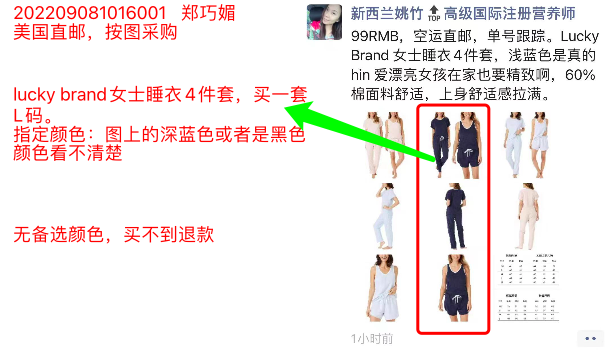 202209081016001 郑巧媚
美国直邮，按图采购
lucky brand女士睡衣4件套，买一套
L码。
指定颜色：图上的深蓝色或者是黑色
颜色看不清楚
无备选颜色，买不到退款
新西兰姚竹 TOP 高级国际注册营养师
99RMB，空运直邮，单号跟踪。Lucky
Brand 女士睡衣4件套，浅蓝色是真的
hin 爱漂亮女孩在家也要精致啊，60%
棉面料舒适，上身舒适感拉满。
1小时前